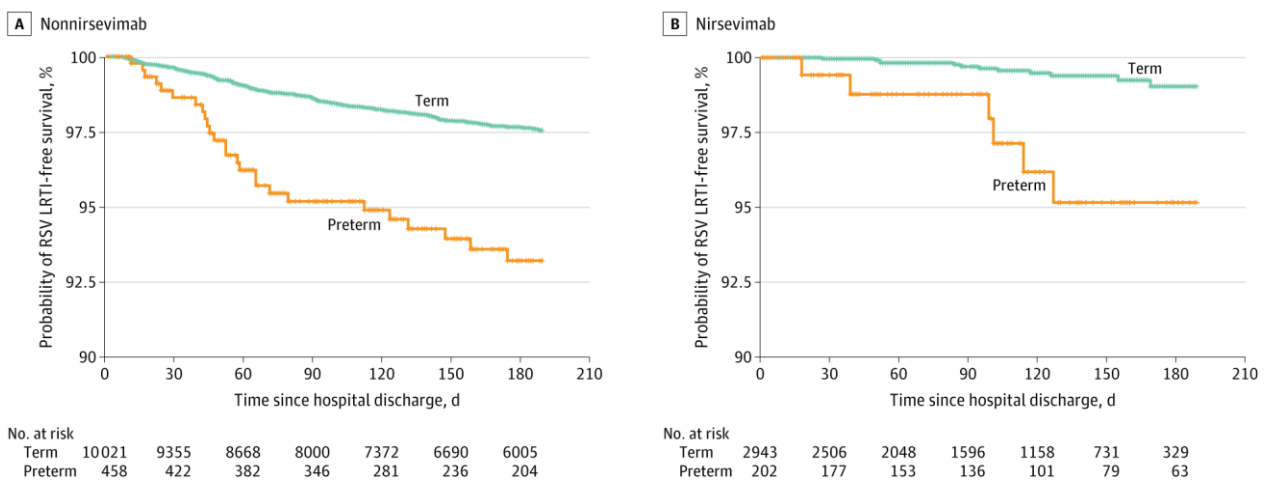 A Nonnirsevimab
Probability of RSV LRTI-free survival, %
100
97.5
95
92.5
90
Term
Preterm
0 30 60 90 120 150 180 210
Time since hospital discharge, d
No. at risk
Term 10 021 9355 8668 8000 7372 6690 6005
Preterm 458 422 382 346 281 236 204
B Nirsevimab
Probability of RSV LRTI-free survival, %
100
97.5
95
92.5
90
Term
Preterm
0 30 60 90 120 150 180 210
Time since hospital discharge, d
No. at risk
Term 2943 2506 2048 1596 1158 731 329
Preterm 202 177 153 136 101 79 63